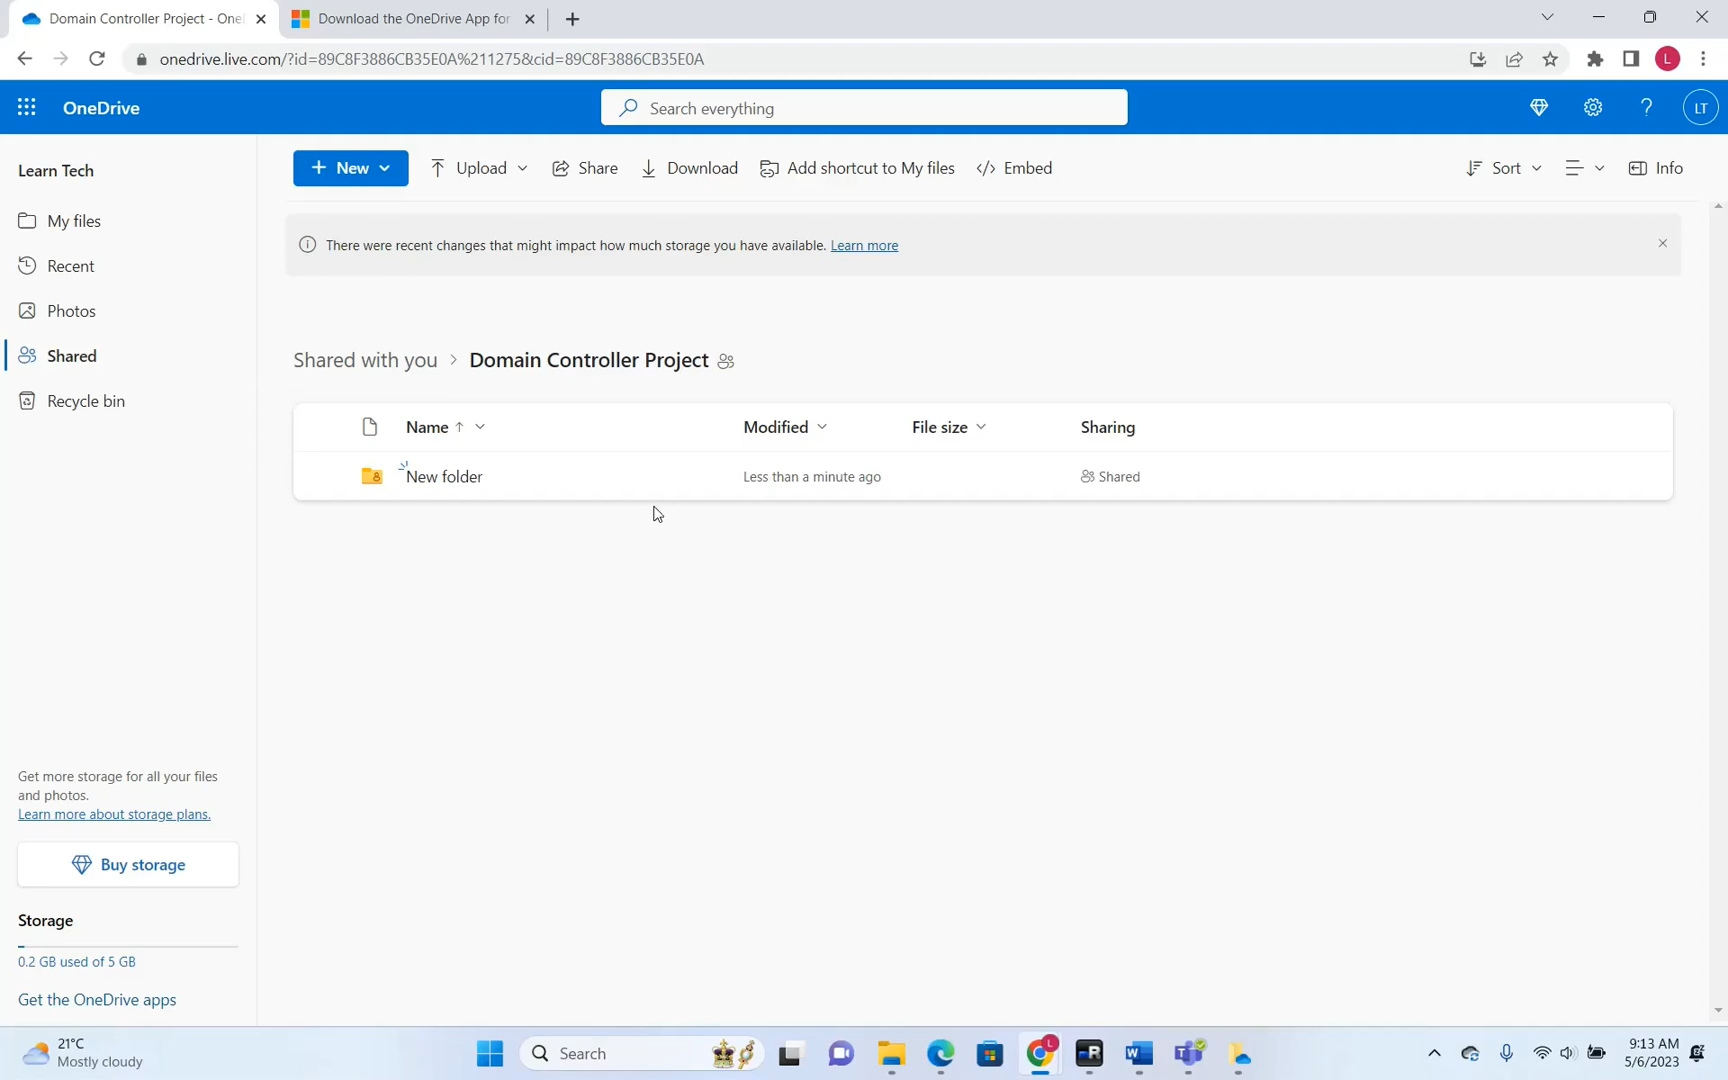 Domain Controller Project - One
Download the OneDrive App for
onedrive.live.com/?id=89C8F3886CB35E0A%211275&cid=89C8F3886CB35E0A
L
OneDrive
Search everything
?
LT
Learn Tech
My files
Recent
Photos
Shared
Recycle bin
+ New
Upload
Share
Download
Add shortcut to My files
</> Embed
Sort
Info
There were recent changes that might impact how much storage you have available. Learn more
Shared with you > Domain Controller Project
Name
Modified
File size
Sharing
New folder
Less than a minute ago
Shared
Get more storage for all your files
and photos.
Learn more about storage plans.
Buy storage
Storage
0.2 GB used of 5 GB
Get the OneDrive apps
21°C
Mostly cloudy
Search
L
R
W
9:13 AM
5/6/2023